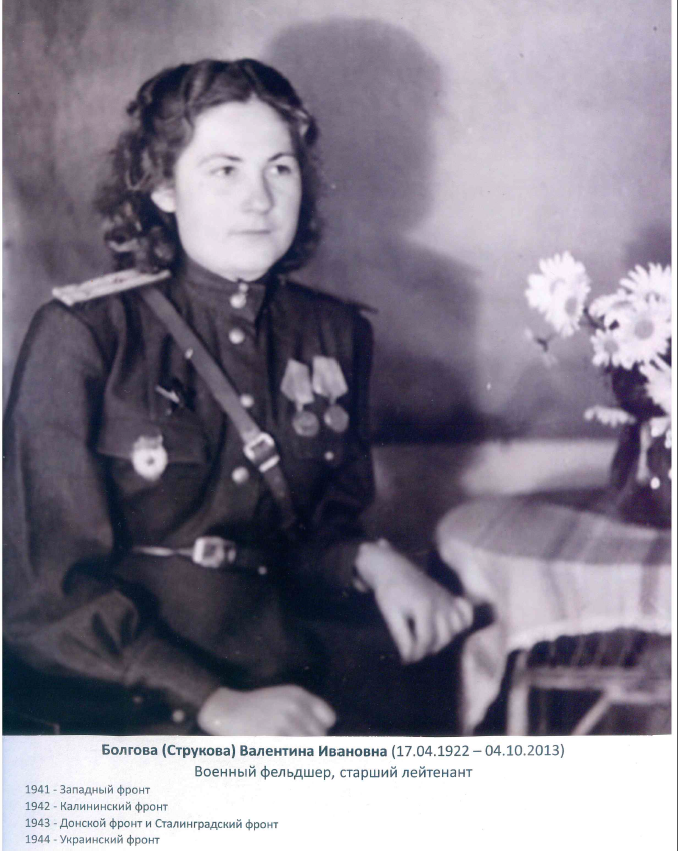 Болгова (Струкова) Валентина Ивановна (17.04.1922 – 04.10.2013)
Военный фельдшер, старший лейтенант
1941 - Западный фронт
1942 - Калининский фронт
1943 - Донской фронт и Сталинградский фронт
1944 - Украинский фронт